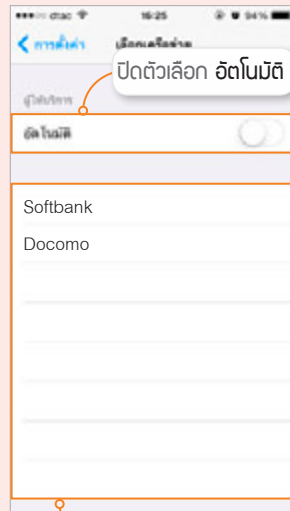 dtac 16:25 94%
การตั้งค่า เลือกเครือข่าย
ปิดตัวเลือก อัตโนมัติ
ผู้ให้บริการ
อัตโนมัติ
Softbank
Docomo